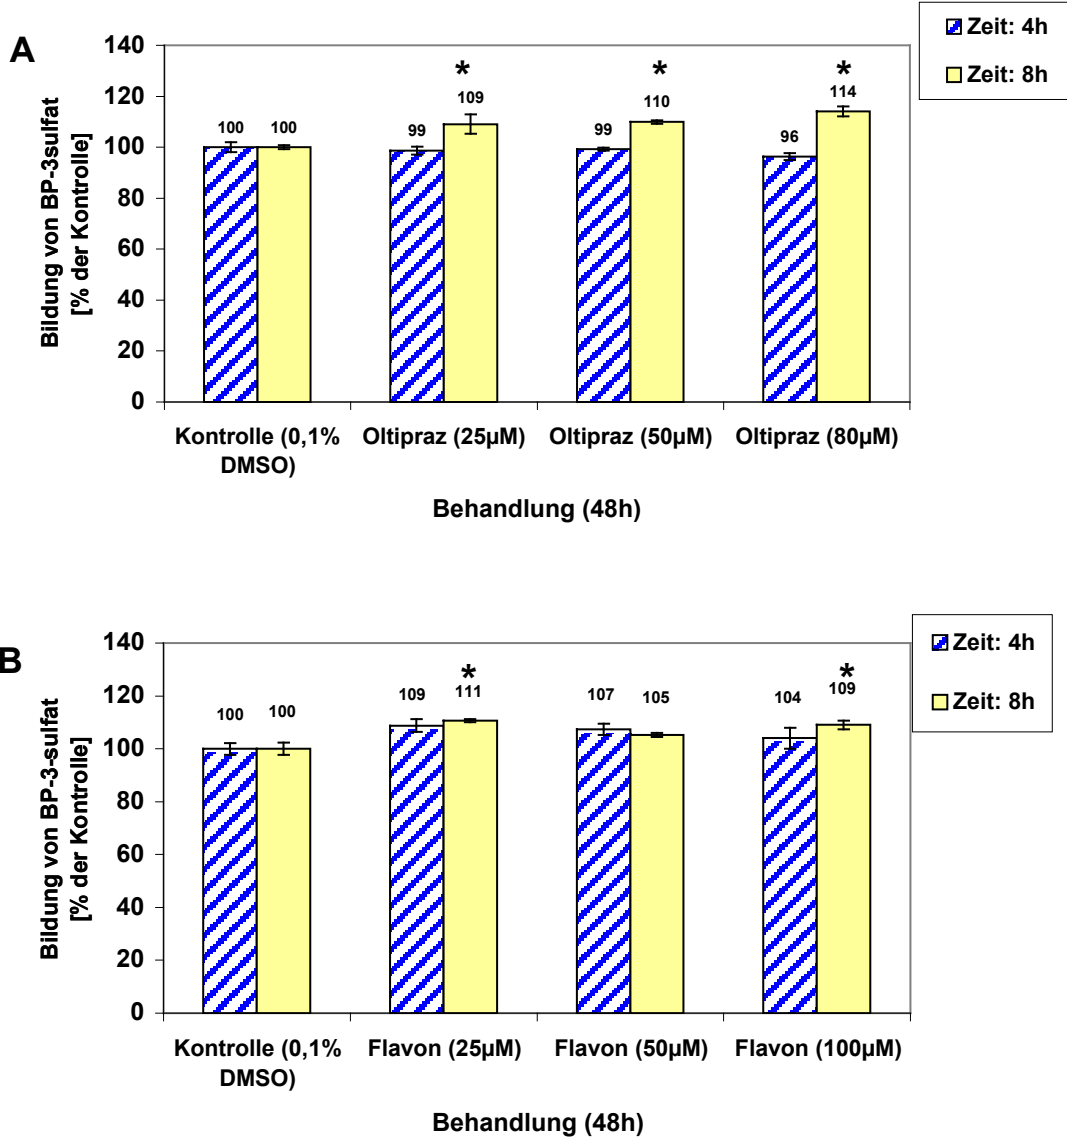 A
Zeit: 4h
Zeit: 8h
Bildung von BP-3sulfat
[% der Kontrolle]
140
120
100
80
60
40
20
0
100 100
99 109 *
99 110 *
96 114 *
Kontrolle (0,1% DMSO)
Oltipraz (25µM)
Oltipraz (50µM)
Oltipraz (80µM)
Behandlung (48h)
B
Zeit: 4h
Zeit: 8h
Bildung von BP-3-sulfat
[% der Kontrolle]
140
120
100
80
60
40
20
0
100 100
109 111 *
107 105
104 109 *
Kontrolle (0,1% DMSO)
Flavon (25µM)
Flavon (50µM)
Flavon (100µM)
Behandlung (48h)